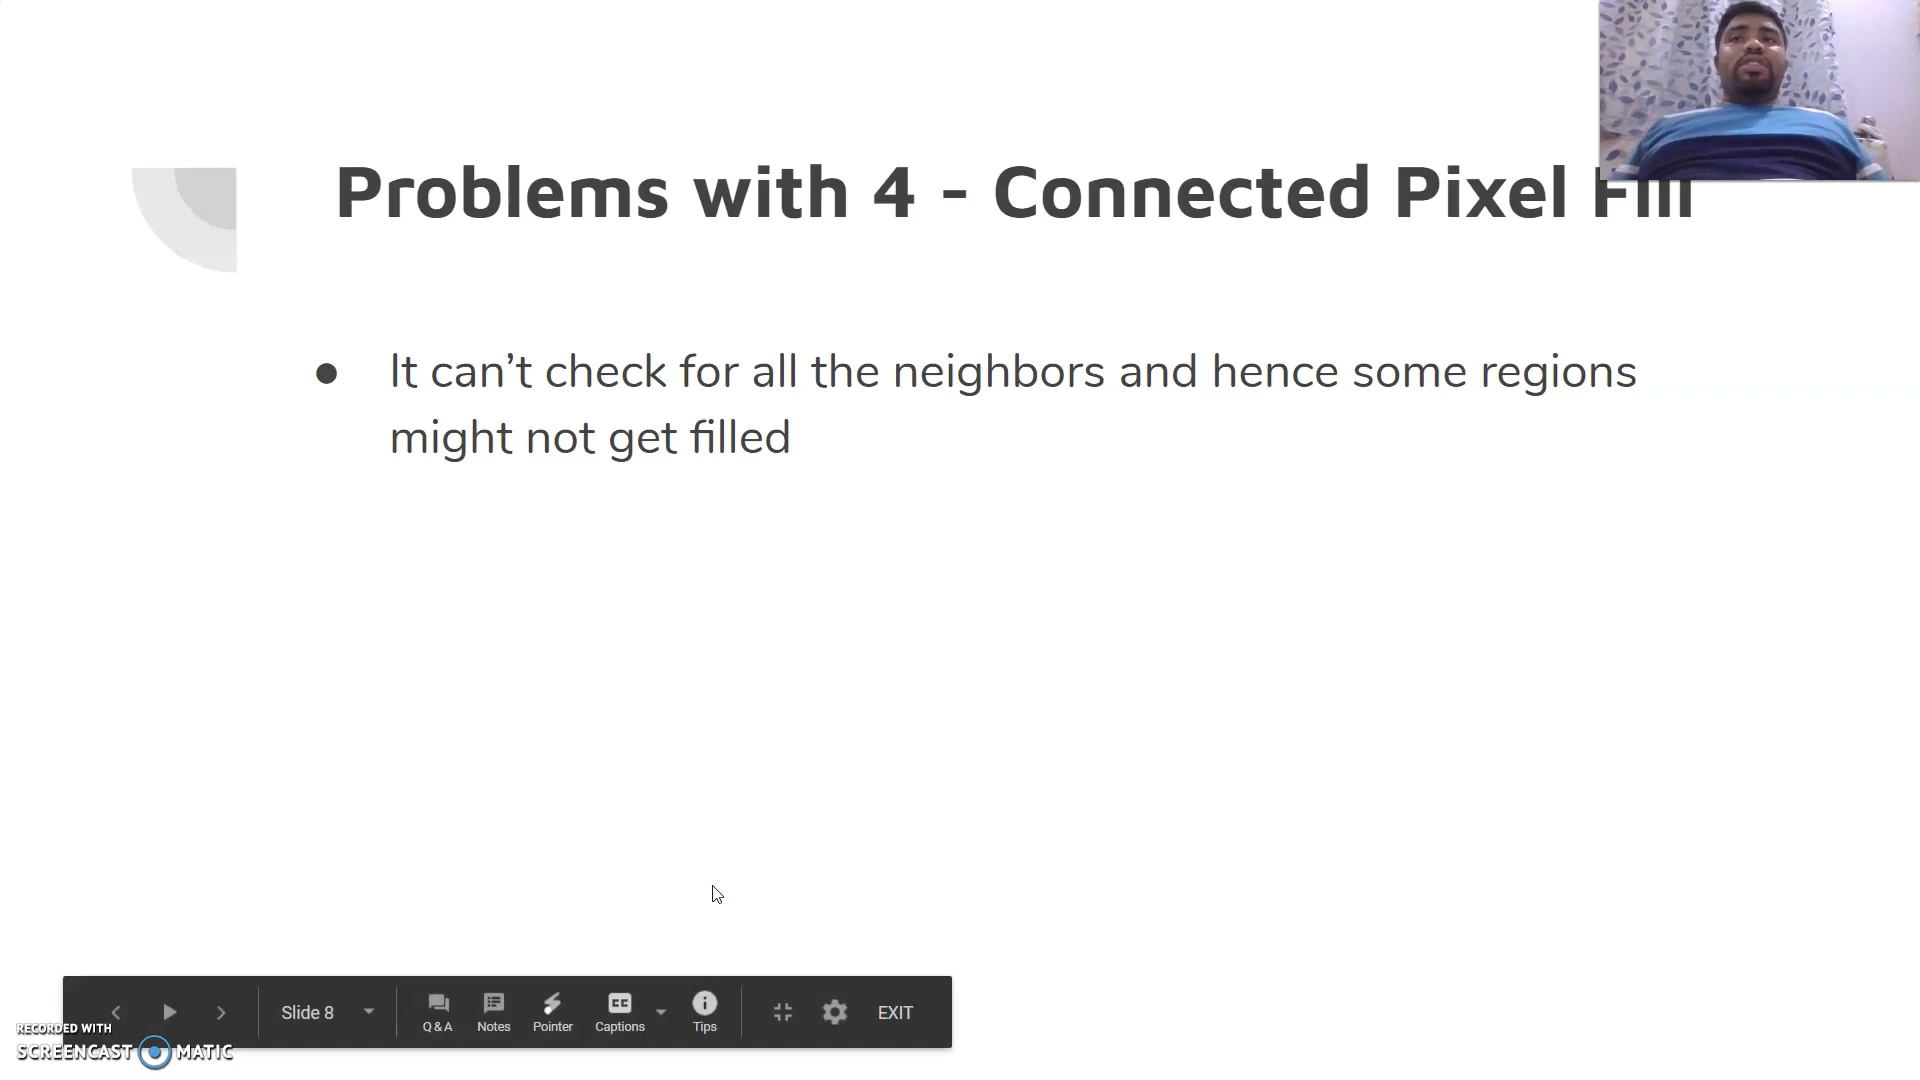 Problems with 4 - Connected Pixel Fill
● It can’t check for all the neighbors and hence some regions
might not get filled
Slide 8
Q & A
Notes
Pointer
CC
Captions
Tips
EXIT
RECORDED WITH
SCREENCAST MATIC